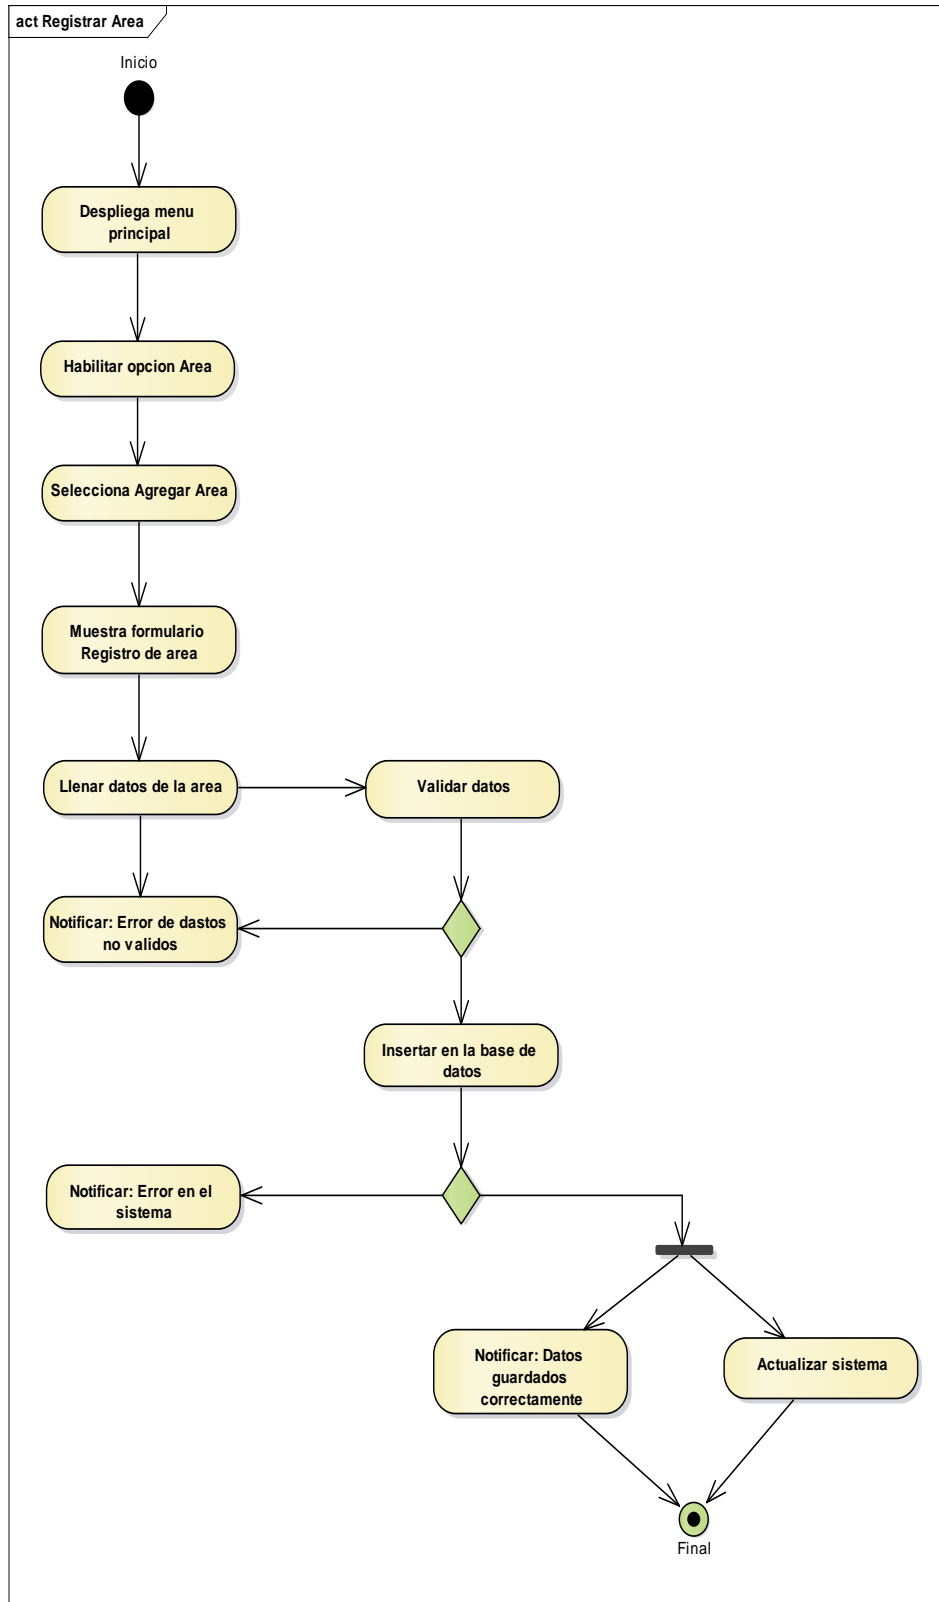 act Registrar Area
Inicio
Despliega menu
principal
Habilitar opcion Area
Selecciona Agregar Area
Muestra formulario
Registro de area
Llenar datos de la area
Validar datos
Notificar: Error de dastos
no validos
Insertar en la base de
datos
Notificar: Error en el
sistema
Notificar: Datos
guardados
correctamente
Actualizar sistema
Final